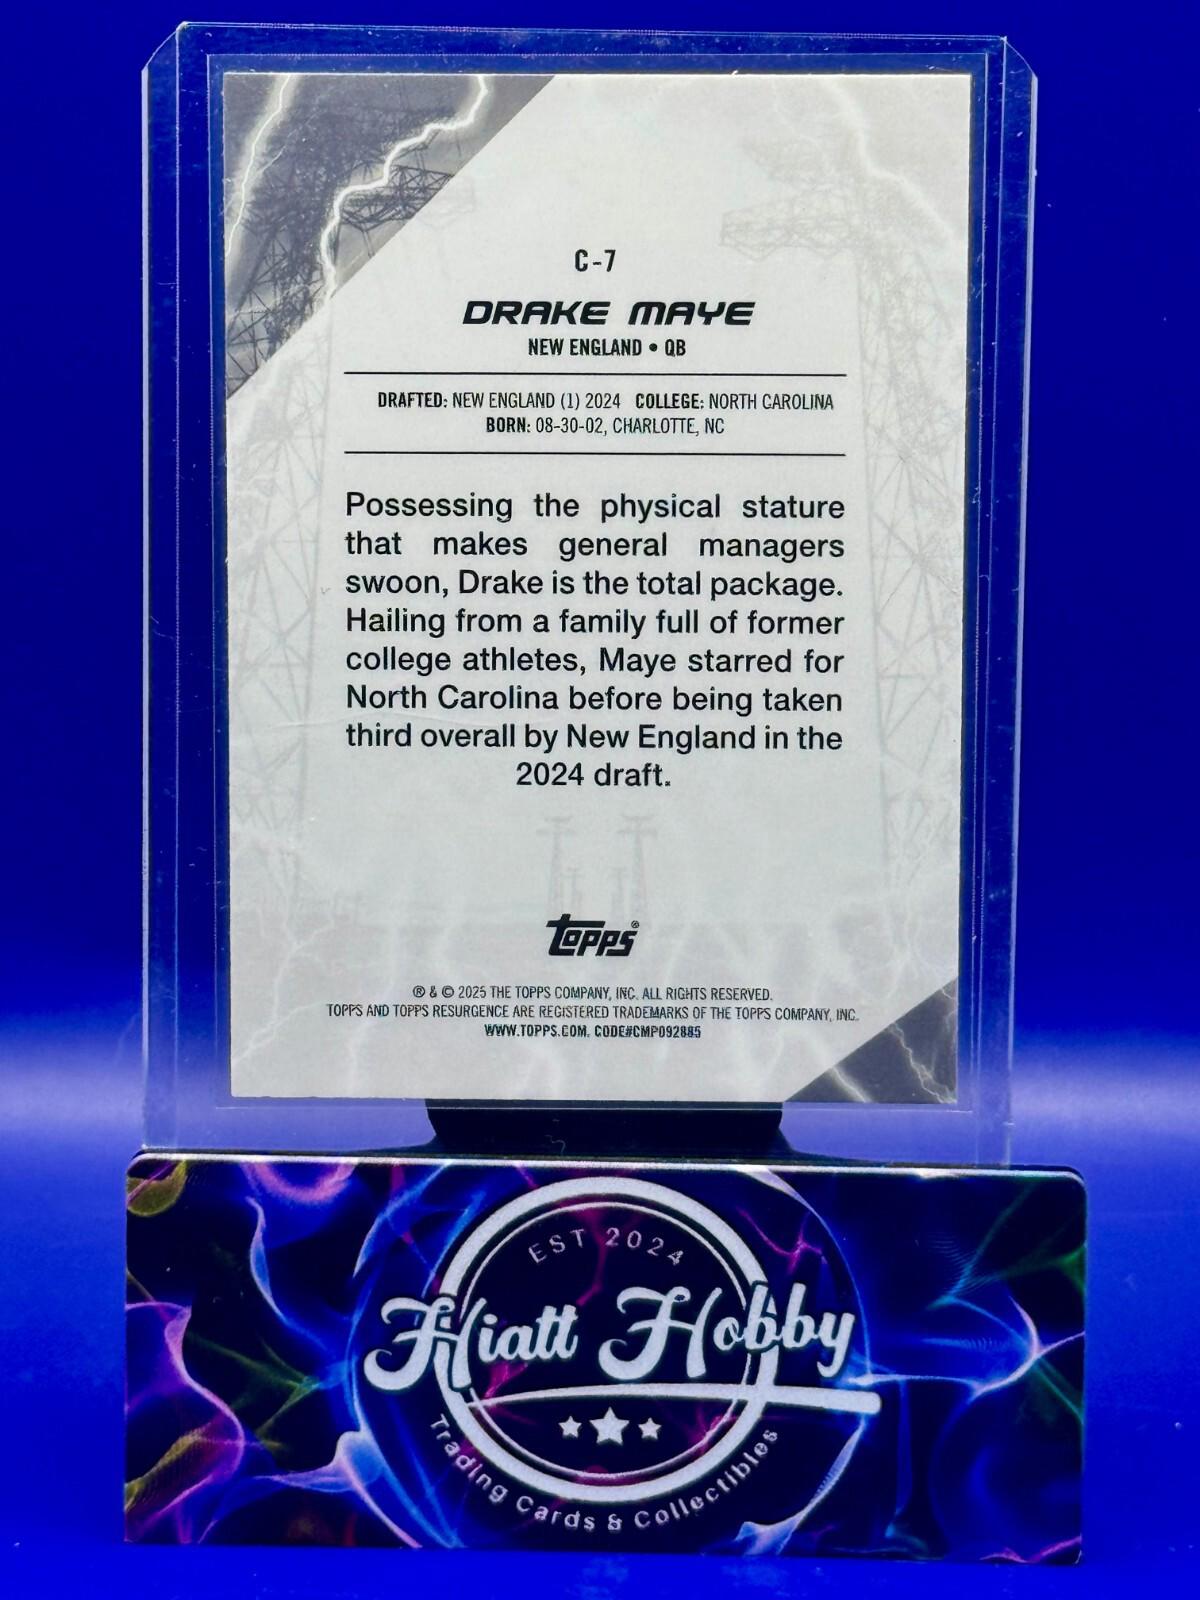 C-7
DRAKE MAYE
NEW ENGLAND • QB
DRAFTED: NEW ENGLAND (1) 2024 COLLEGE: NORTH CAROLINA
BORN: 08-30-02, CHARLOTTE, NC
Possessing the physical stature
that makes general managers
swoon, Drake is the total package.
Hailing from a family full of former
college athletes, Maye starred for
North Carolina before being taken
third overall by New England in the
2024 draft.
topps®
® & © 2025 THE TOPPS COMPANY, INC. ALL RIGHTS RESERVED.
TOPPS AND TOPPS RESURGENCE ARE REGISTERED TRADEMARKS OF THE TOPPS COMPANY, INC.
WWW.TOPPS.COM. CODE#CMP092885
EST 2024
Hiatt Hobby
Trading Cards & Collectibles